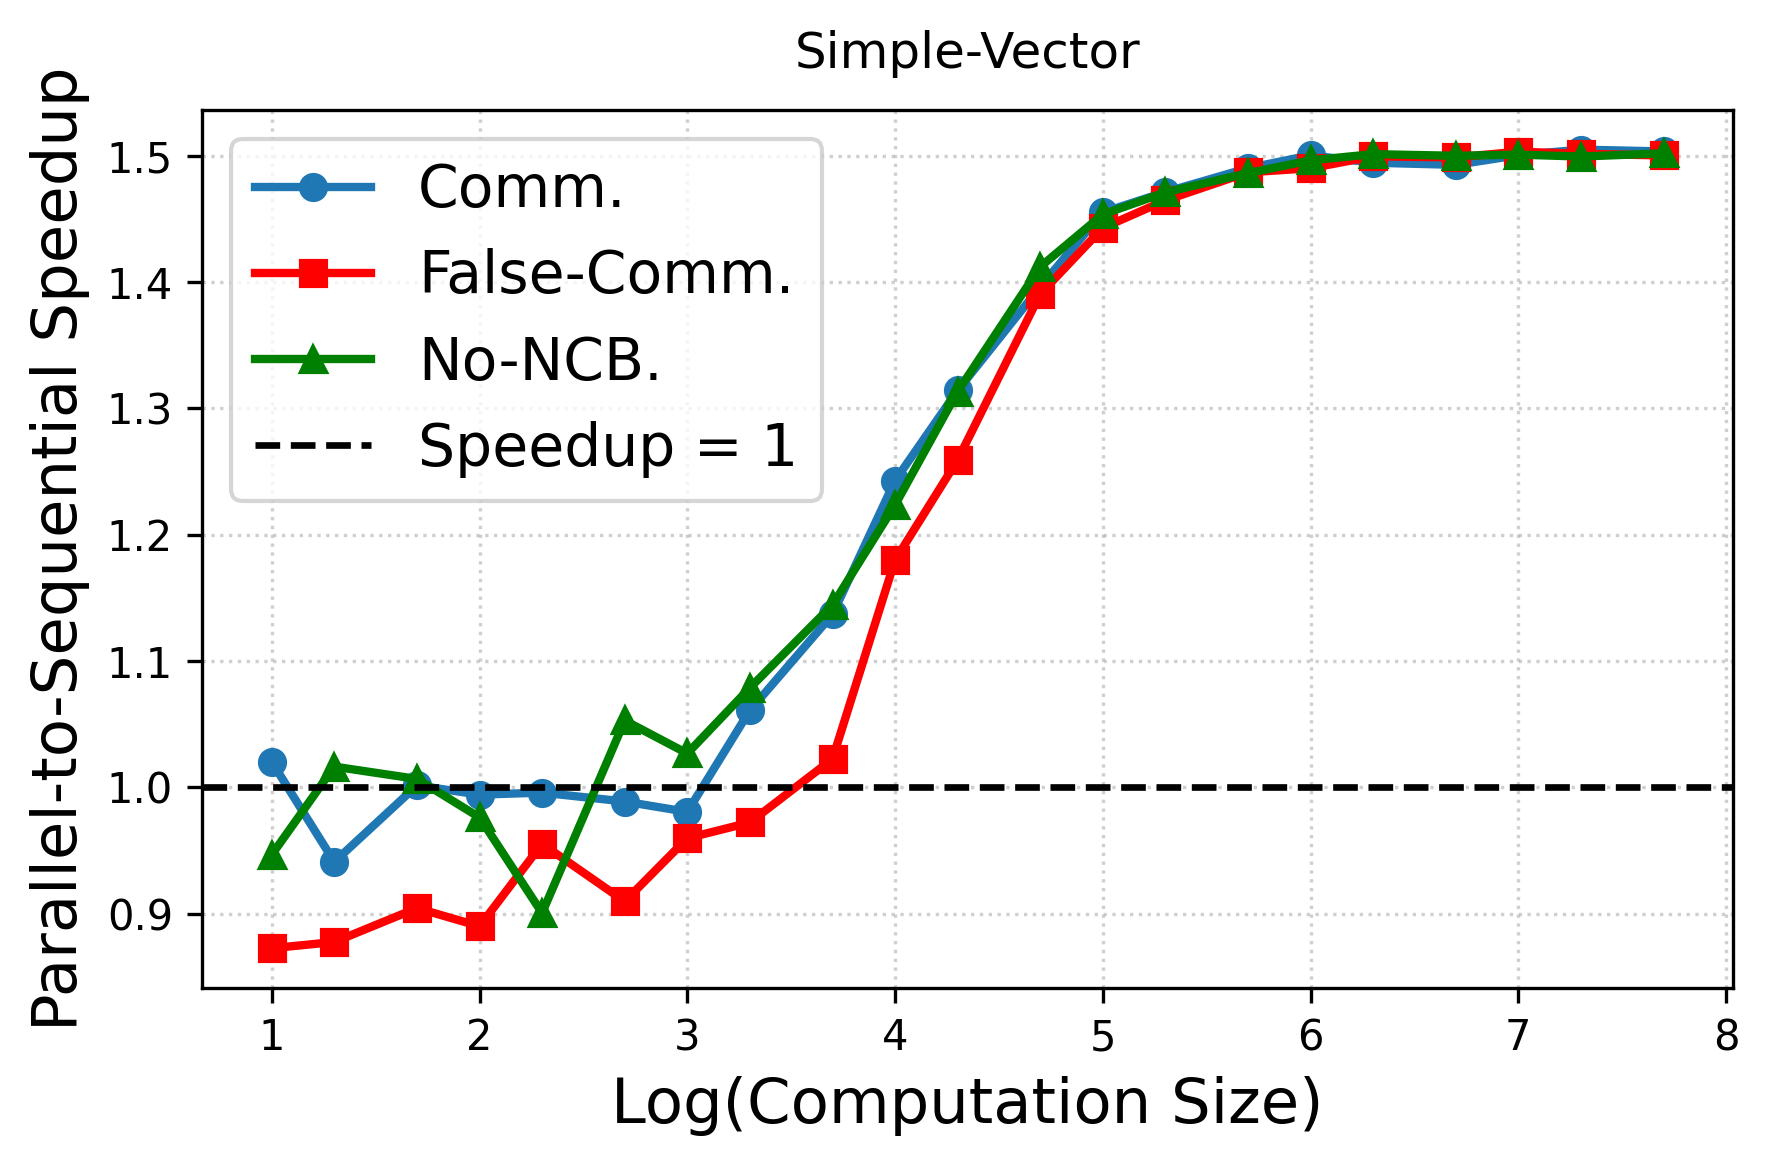 Simple-Vector
Parallel-to-Sequential Speedup
1.5
1.4
1.3
1.2
1.1
1.0
0.9
Comm.
False-Comm.
No-NCB.
Speedup = 1
1 2 3 4 5 6 7 8
Log(Computation Size)